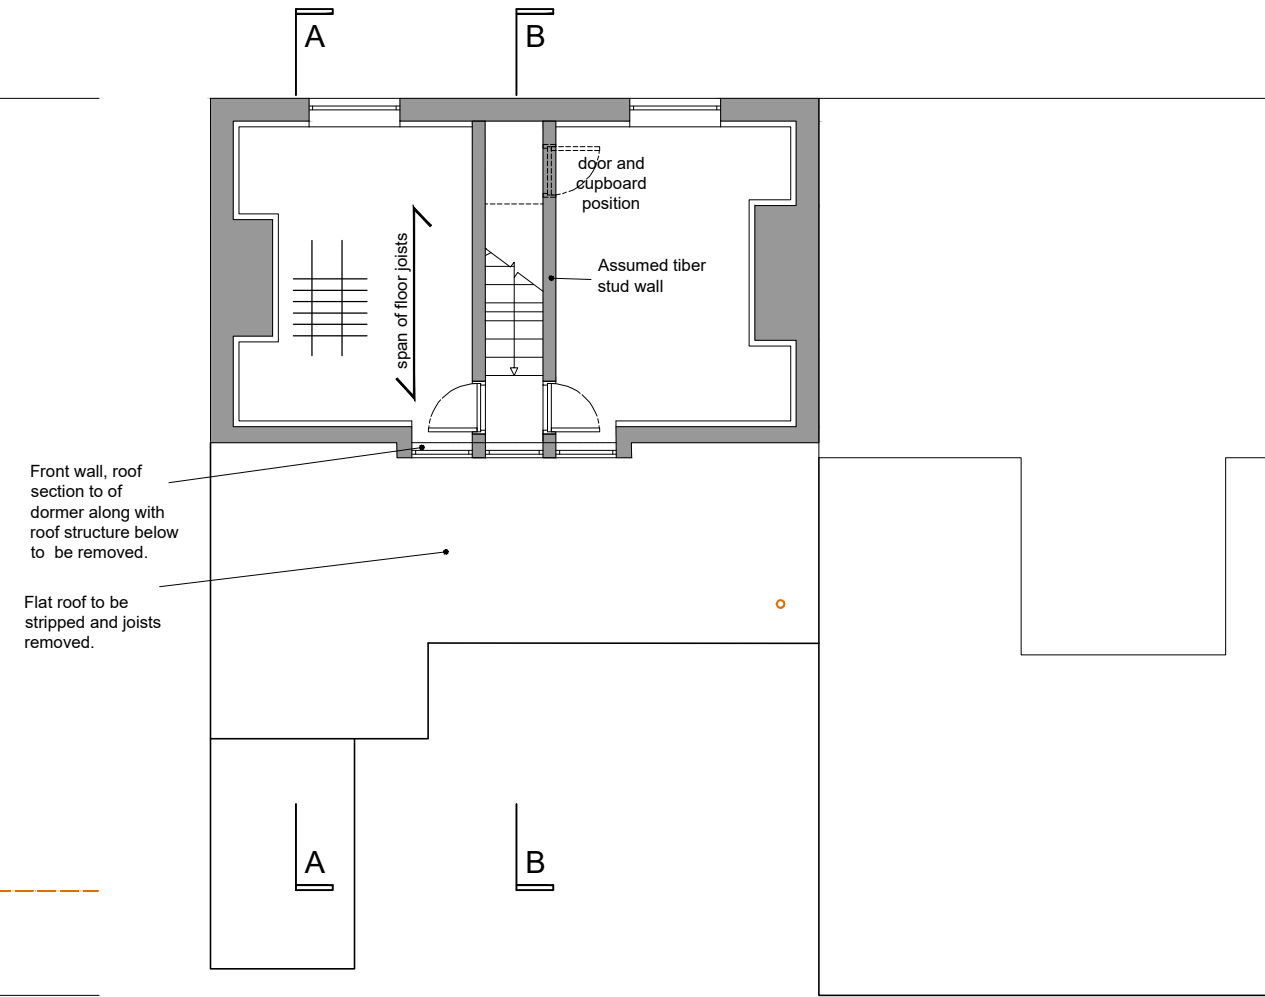 A
B
door and
cupboard
position
span of floor joists
Assumed tiber
stud wall
Front wall, roof
section to of
dormer along with
roof structure below
to be removed.
Flat roof to be
stripped and joists
removed.
A
B